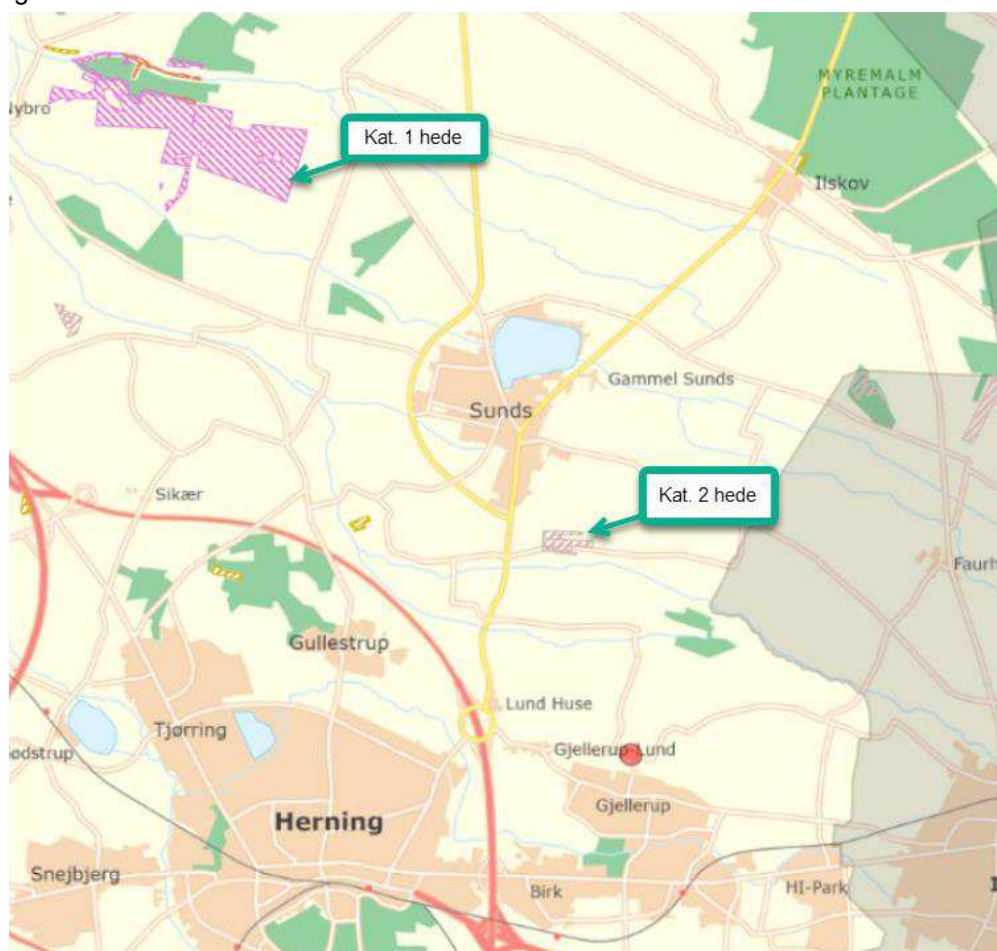 MYREMALM
PLANTAGE
Kat. 1 hede
Ilskov
Gammel Sunds
Sunds
Kat. 2 hede
Sikær
Gullestrup
Lund Huse
Tjørring
Gjellerup-Lund
Gjellerup
Herning
Snejbjerg
Birk
HI-Park